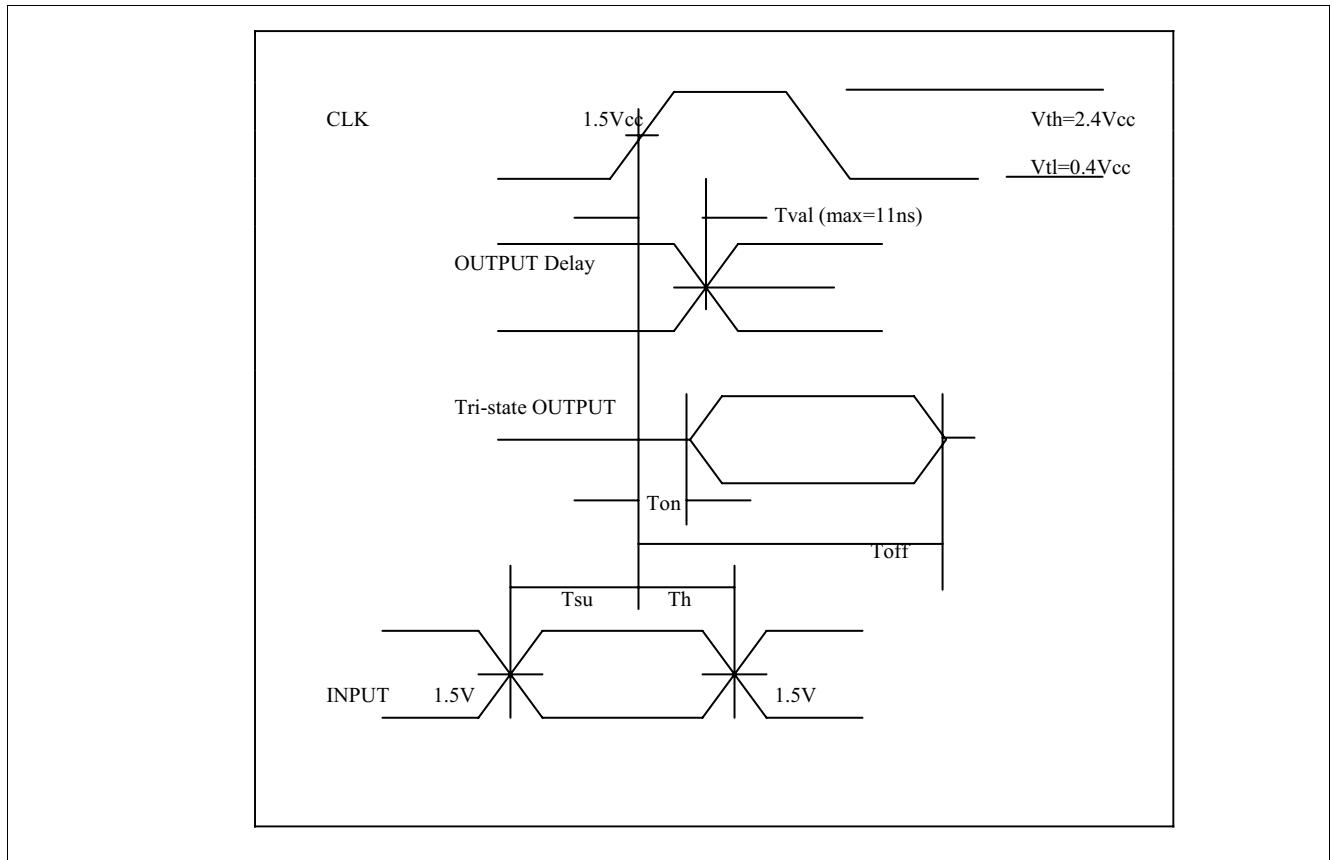 CLK 1.5Vcc Vth=2.4Vcc
Vtl=0.4Vcc
Tval (max=11ns)
OUTPUT Delay
Tri-state OUTPUT
Ton
Toff
Tsu Th
INPUT 1.5V 1.5V